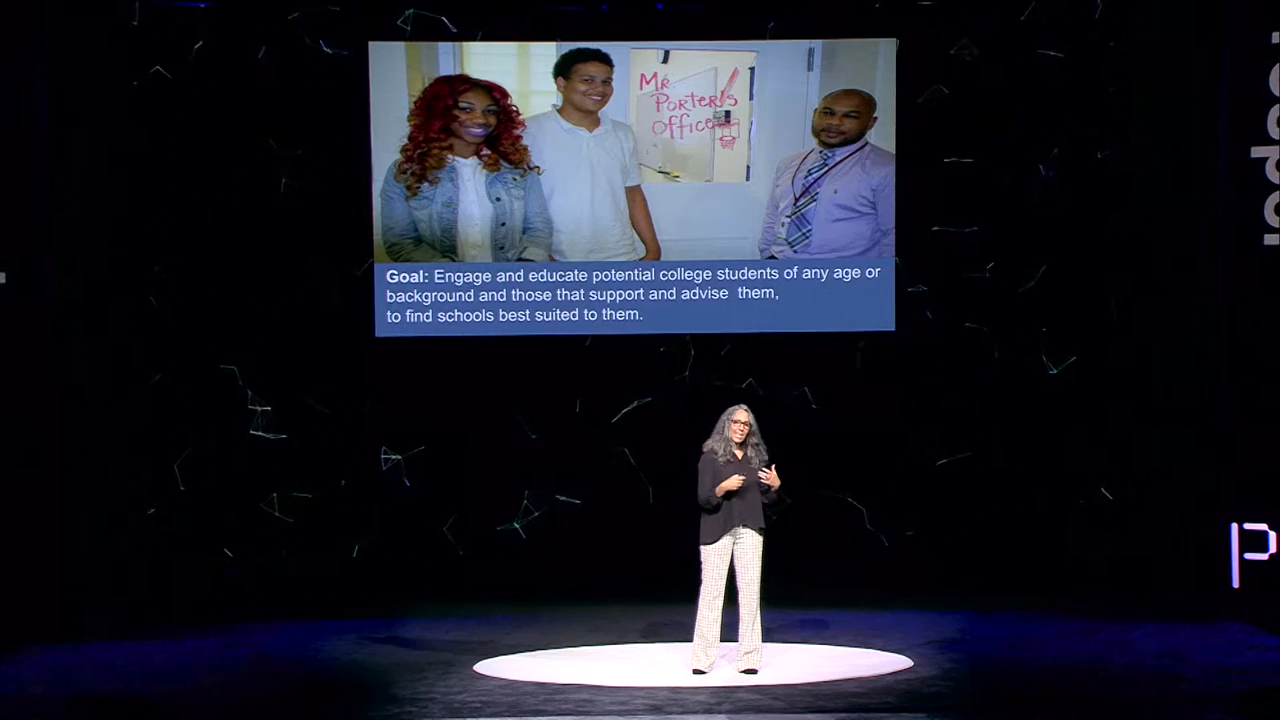 Mr.
Porter's
office
Goal: Engage and educate potential college students of any age or
background and those that support and advise them,
to find schools best suited to them.
P